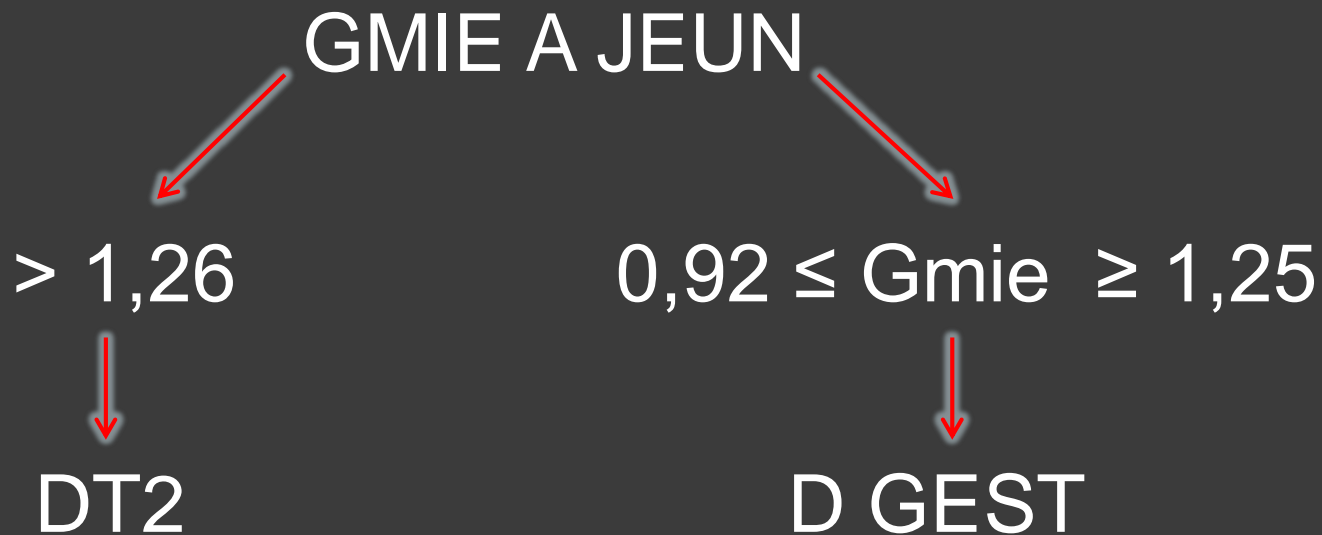 GMIE A JEUN
> 1,26
0,92 ≤ Gmie ≥ 1,25
DT2
D GEST